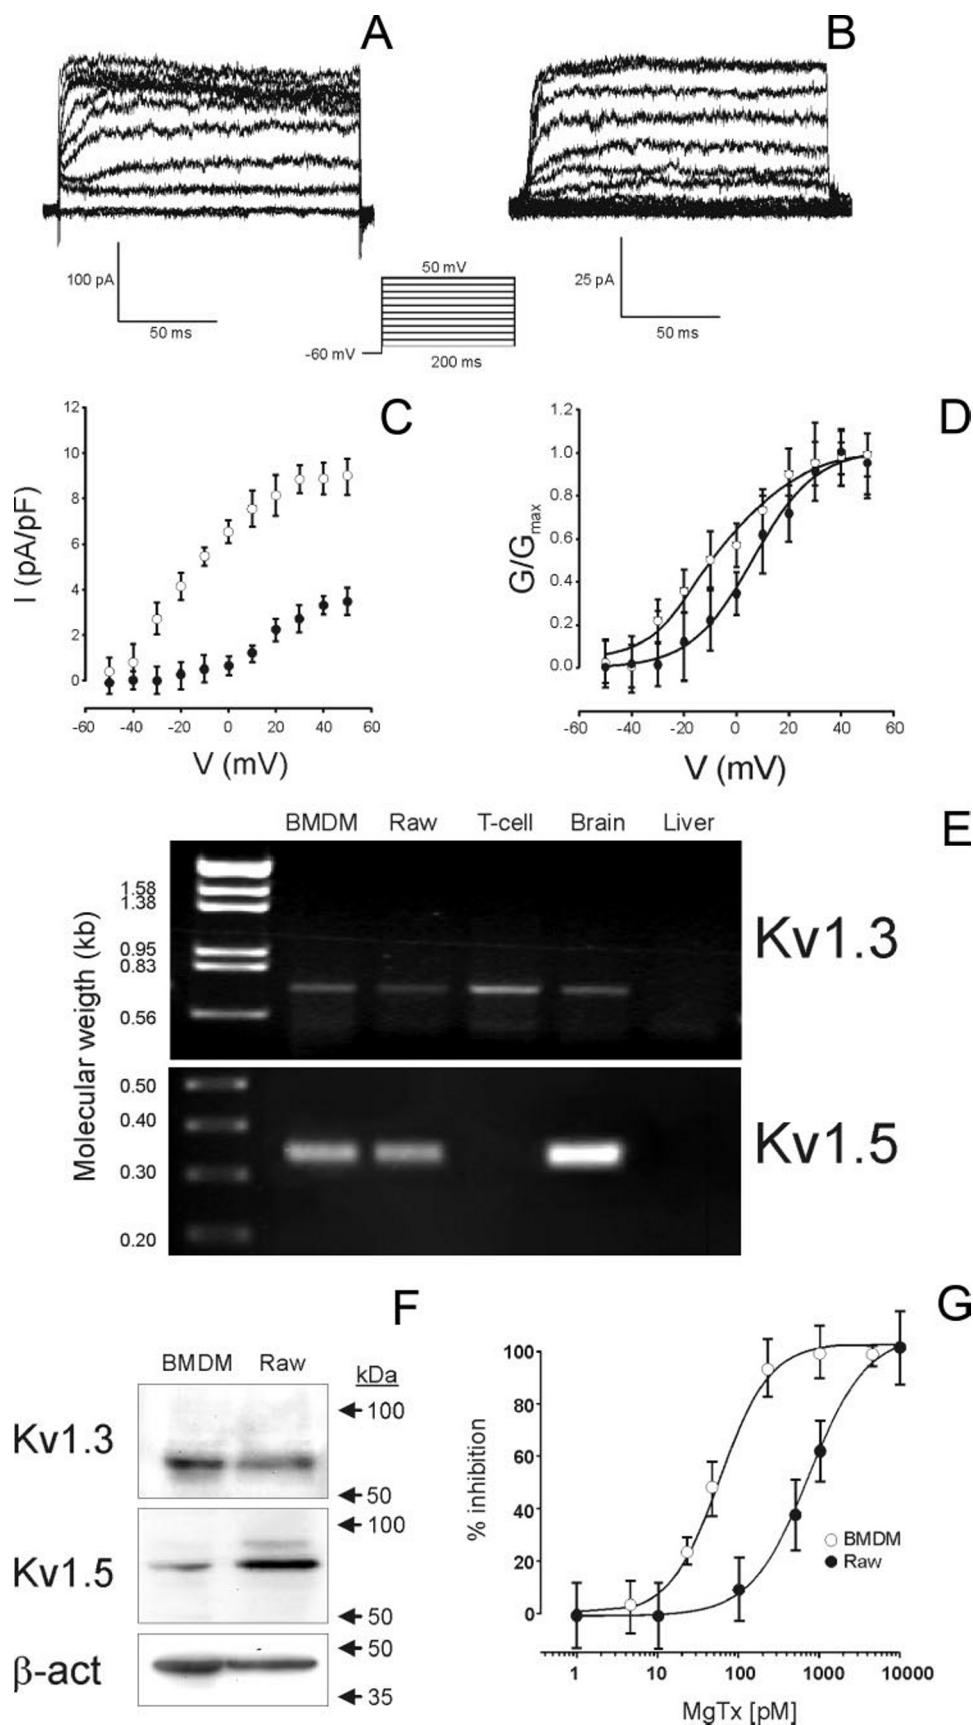 A
B
100 pA
50 ms
50 mV
-60 mV
200 ms
25 pA
50 ms
C
I (pA/pF)
12
10
8
6
4
2
0
-60 -40 -20 0 20 40 60
V (mV)
D
G/Gmax
1.2
1.0
0.8
0.6
0.4
0.2
0.0
-60 -40 -20 0 20 40 60
V (mV)
E
BMDM Raw T-cell Brain Liver
Molecular weigth (kb)
1.58
1.38
0.95
0.83
0.56
Kv1.3
0.50
0.40
0.30
0.20
Kv1.5
F
BMDM Raw
kDa
Kv1.3
100
50
Kv1.5
100
50
β-act
50
35
G
% inhibition
100
80
60
40
20
0
BMDM
Raw
1 10 100 1000 10000
MgTx [pM]